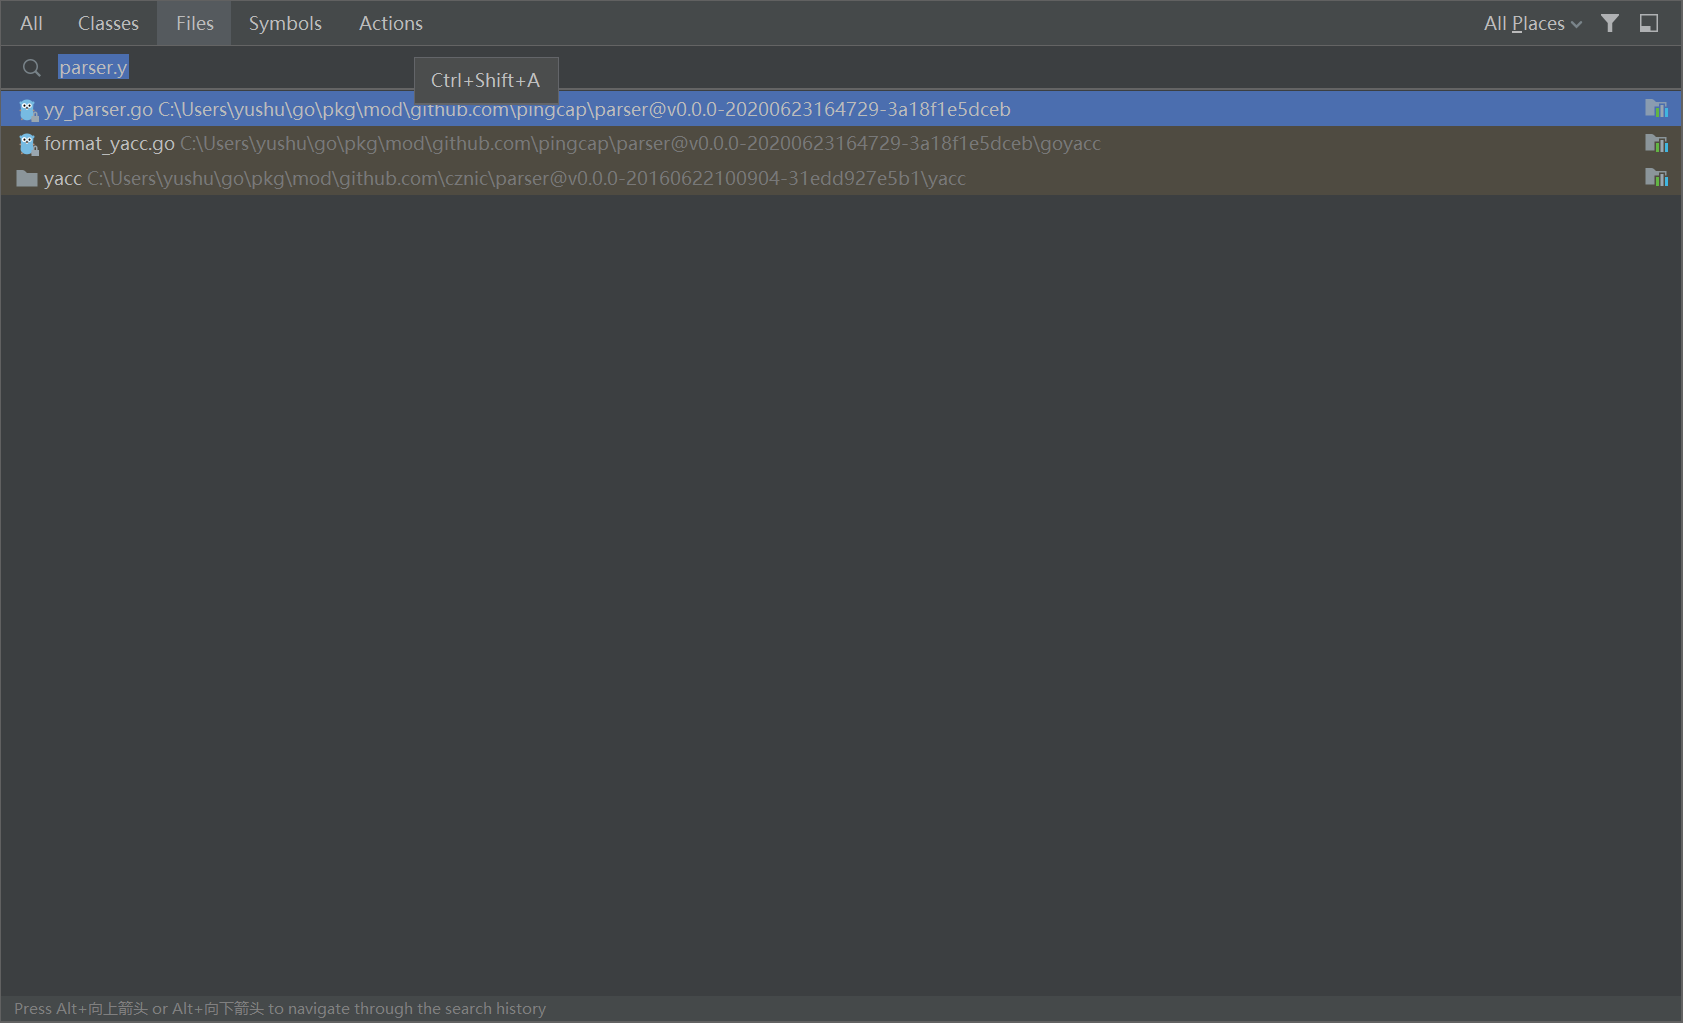 All Classes Files Symbols Actions All Places
parser.y
Ctrl+Shift+A
yy_parser.go C:\Users\yushu\go\pkg\mod\github.com\pingcap\parser@v0.0.0-20200623164729-3a18f1e5dceb
format_yacc.go C:\Users\yushu\go\pkg\mod\github.com\pingcap\parser@v0.0.0-20200623164729-3a18f1e5dceb\goyacc
yacc C:\Users\yushu\go\pkg\mod\github.com\cznic\parser@v0.0.0-20160622100904-31edd927e5b1\yacc
Press Alt+向上箭头 or Alt+向下箭头 to navigate through the search history